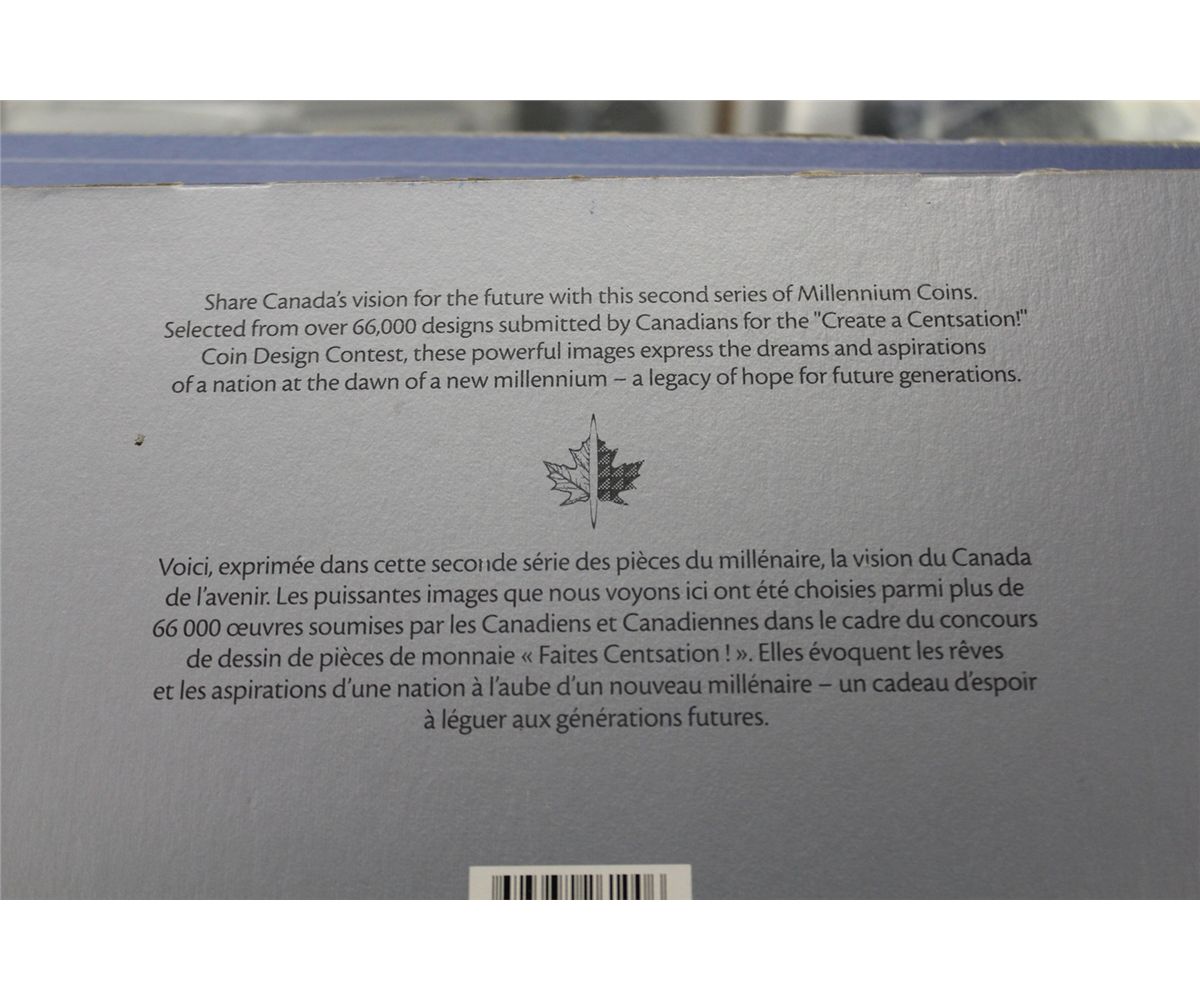 Share Canada's vision for the future with this second series of Millennium Coins.
Selected from over 66,000 designs submitted by Canadians for the "Create a Centsation!"
Coin Design Contest, these powerful images express the dreams and aspirations
of a nation at the dawn of a new millennium – a legacy of hope for future generations.
Voici, exprimée dans cette seconde série des pièces du millénaire, la vision du Canada
de l'avenir. Les puissantes images que nous voyons ici ont été choisies parmi plus de
66 000 œuvres soumises par les Canadiens et Canadiennes dans le cadre du concours
de dessin de pièces de monnaie « Faites Centsation ! ». Elles évoquent les rêves
et les aspirations d'une nation à l'aube d'un nouveau millénaire – un cadeau d'espoir
à léguer aux générations futures.